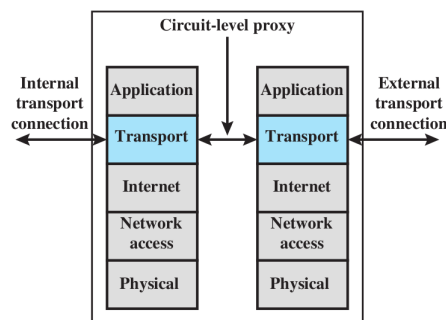 Circuit-level proxy
Internal
transport
connection
Application
Transport
Internet
Network
access
Physical
Application
Transport
Internet
Network
access
Physical
External
transport
connection